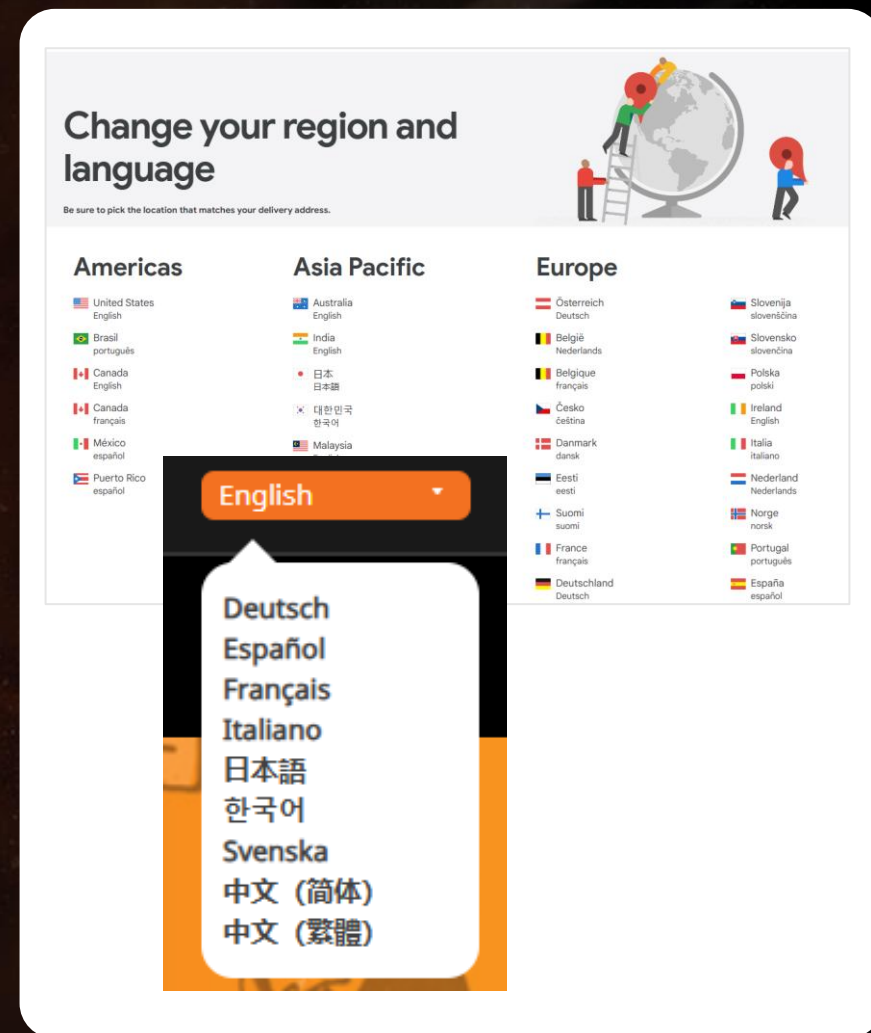 Change your region and
language
Be sure to pick the location that matches your delivery address.
Americas
United States
English
Brasil
português
Canada
English
Canada
français
México
español
Puerto Rico
español
Asia Pacific
Australia
English
India
English
日本
日本語
대한민국
한국어
Malaysia
Europe
Österreich
Deutsch
België
Nederlands
Belgique
français
Česko
čeština
Danmark
dansk
Eesti
eesti
Suomi
suomi
France
français
Deutschland
Deutsch
Slovenija
slovenščina
Slovensko
slovenčina
Polska
polski
Ireland
English
Italia
italiano
Nederland
Nederlands
Norge
norsk
Portugal
português
España
español
English
Deutsch
Español
Français
Italiano
日本語
한국어
Svenska
中文 (简体)
中文 (繁體)